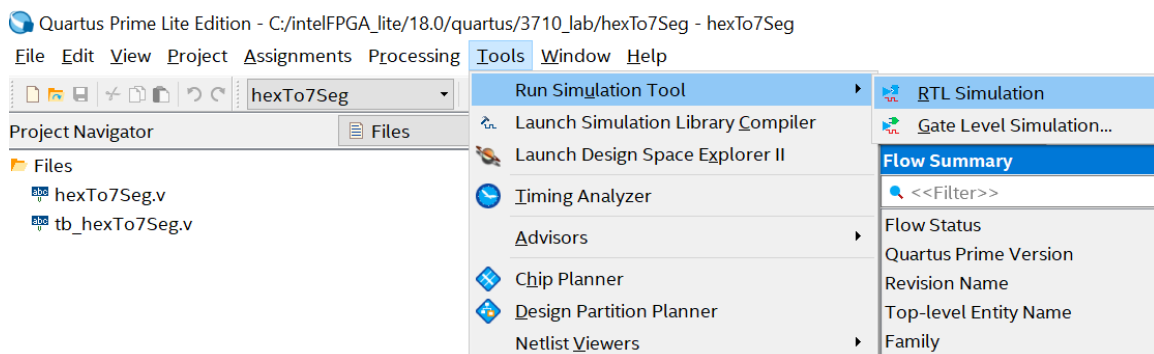 Quartus Prime Lite Edition - C:/intelFPGA_lite/18.0/quartus/3710_lab/hexTo7Seg - hexTo7Seg
File Edit View Project Assignments Processing Tools Window Help
hexTo7Seg
Project Navigator
Files
Files
abc hexTo7Seg.v
abc tb_hexTo7Seg.v
Run Simulation Tool
Launch Simulation Library Compiler
Launch Design Space Explorer II
Timing Analyzer
Advisors
Chip Planner
Design Partition Planner
Netlist Viewers
RTL Simulation
Gate Level Simulation...
Flow Summary
<<Filter>>
Flow Status
Quartus Prime Version
Revision Name
Top-level Entity Name
Family